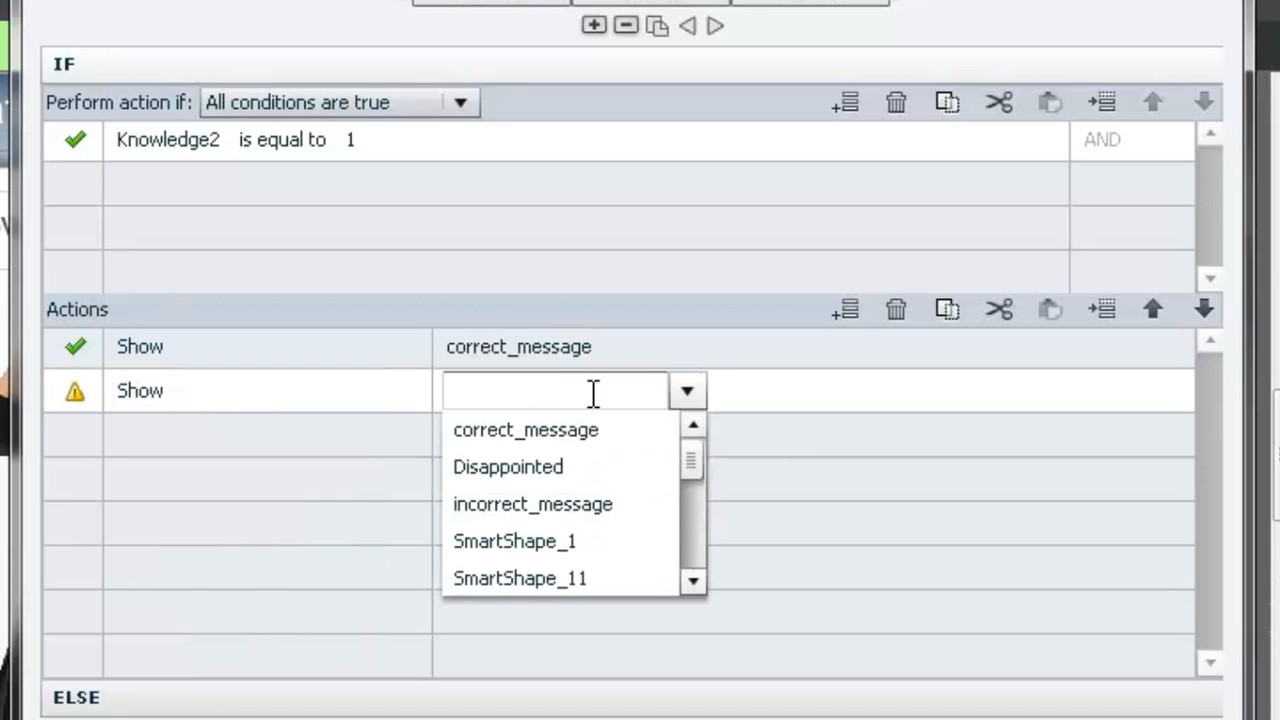 IF
Perform action if: All conditions are true
Knowledge2 is equal to 1 AND
Actions
Show correct_message
Show
correct_message
Disappointed
incorrect_message
SmartShape_1
SmartShape_11
ELSE